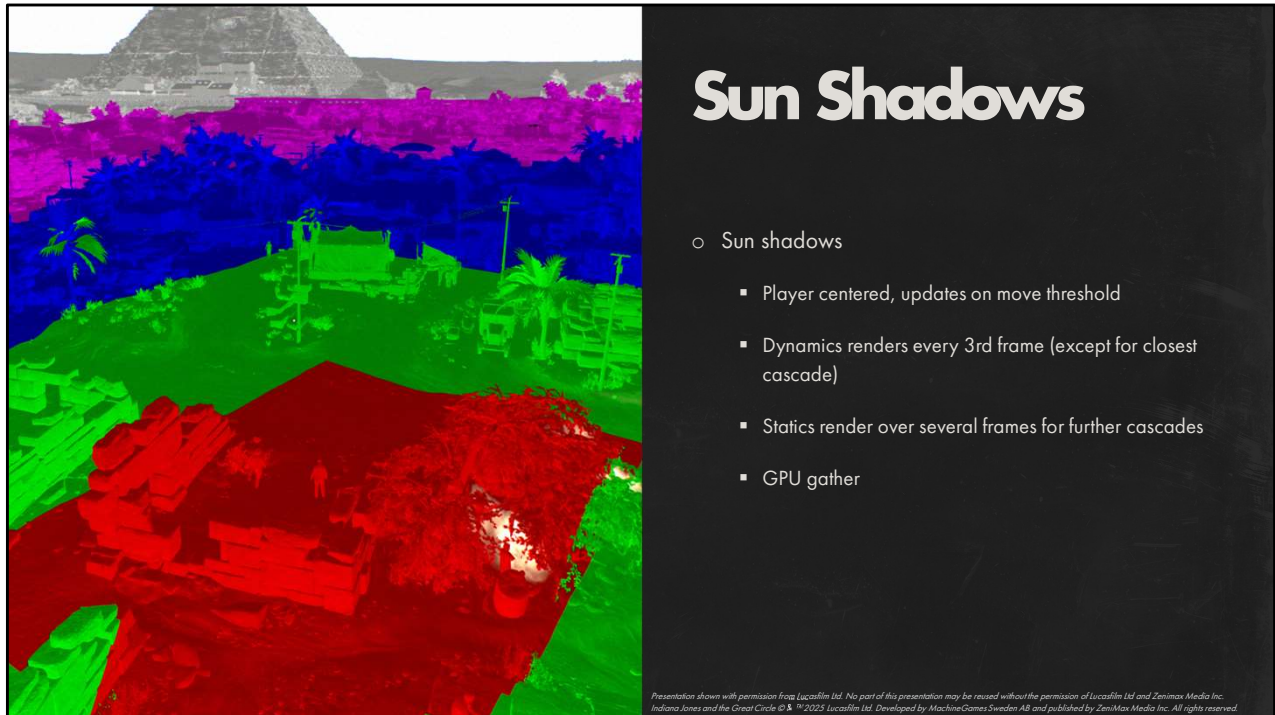 Sun Shadows
○ Sun shadows
▪ Player centered, updates on move threshold
▪ Dynamics renders every 3rd frame (except for closest
cascade)
▪ Statics render over several frames for further cascades
▪ GPU gather
Presentation shown with permission from Lucasfilm Ltd. No part of this presentation may be reused without the permission of Lucasfilm Ltd and Zenimax Media Inc.
Indiana Jones and the Great Circle © & ™ 2025 Lucasfilm Ltd. Developed by MachineGames Sweden AB and published by ZeniMax Media Inc. All rights reserved.